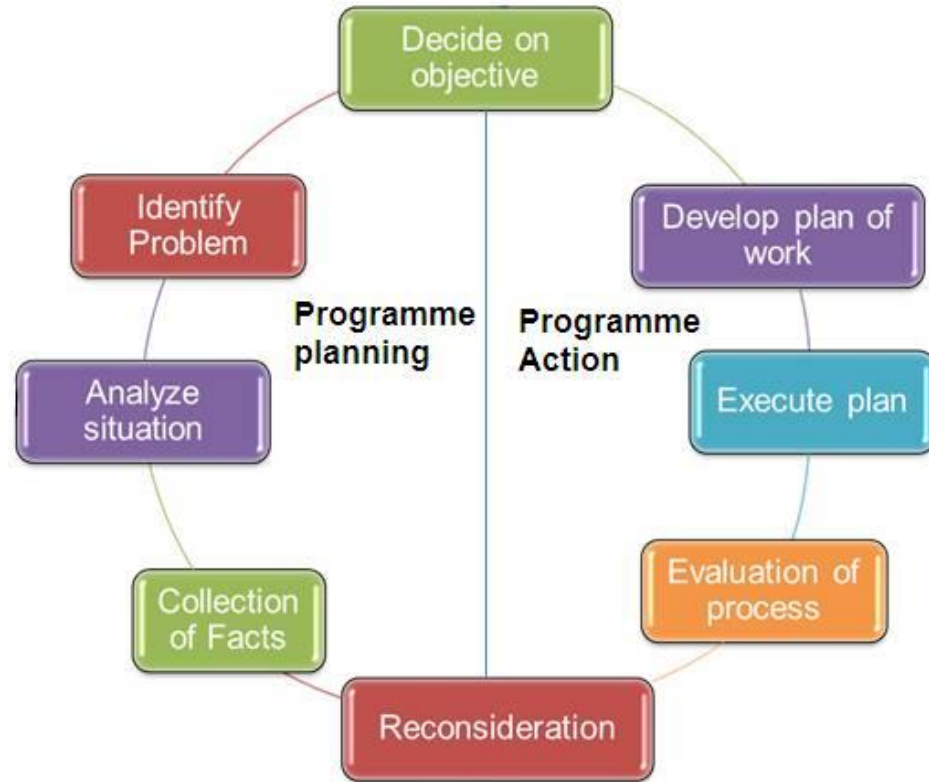 Decide on
objective
Identify
Problem
Develop plan of
work
Programme
planning
Programme
Action
Analyze
situation
Execute plan
Collection
of Facts
Evaluation of
process
Reconsideration